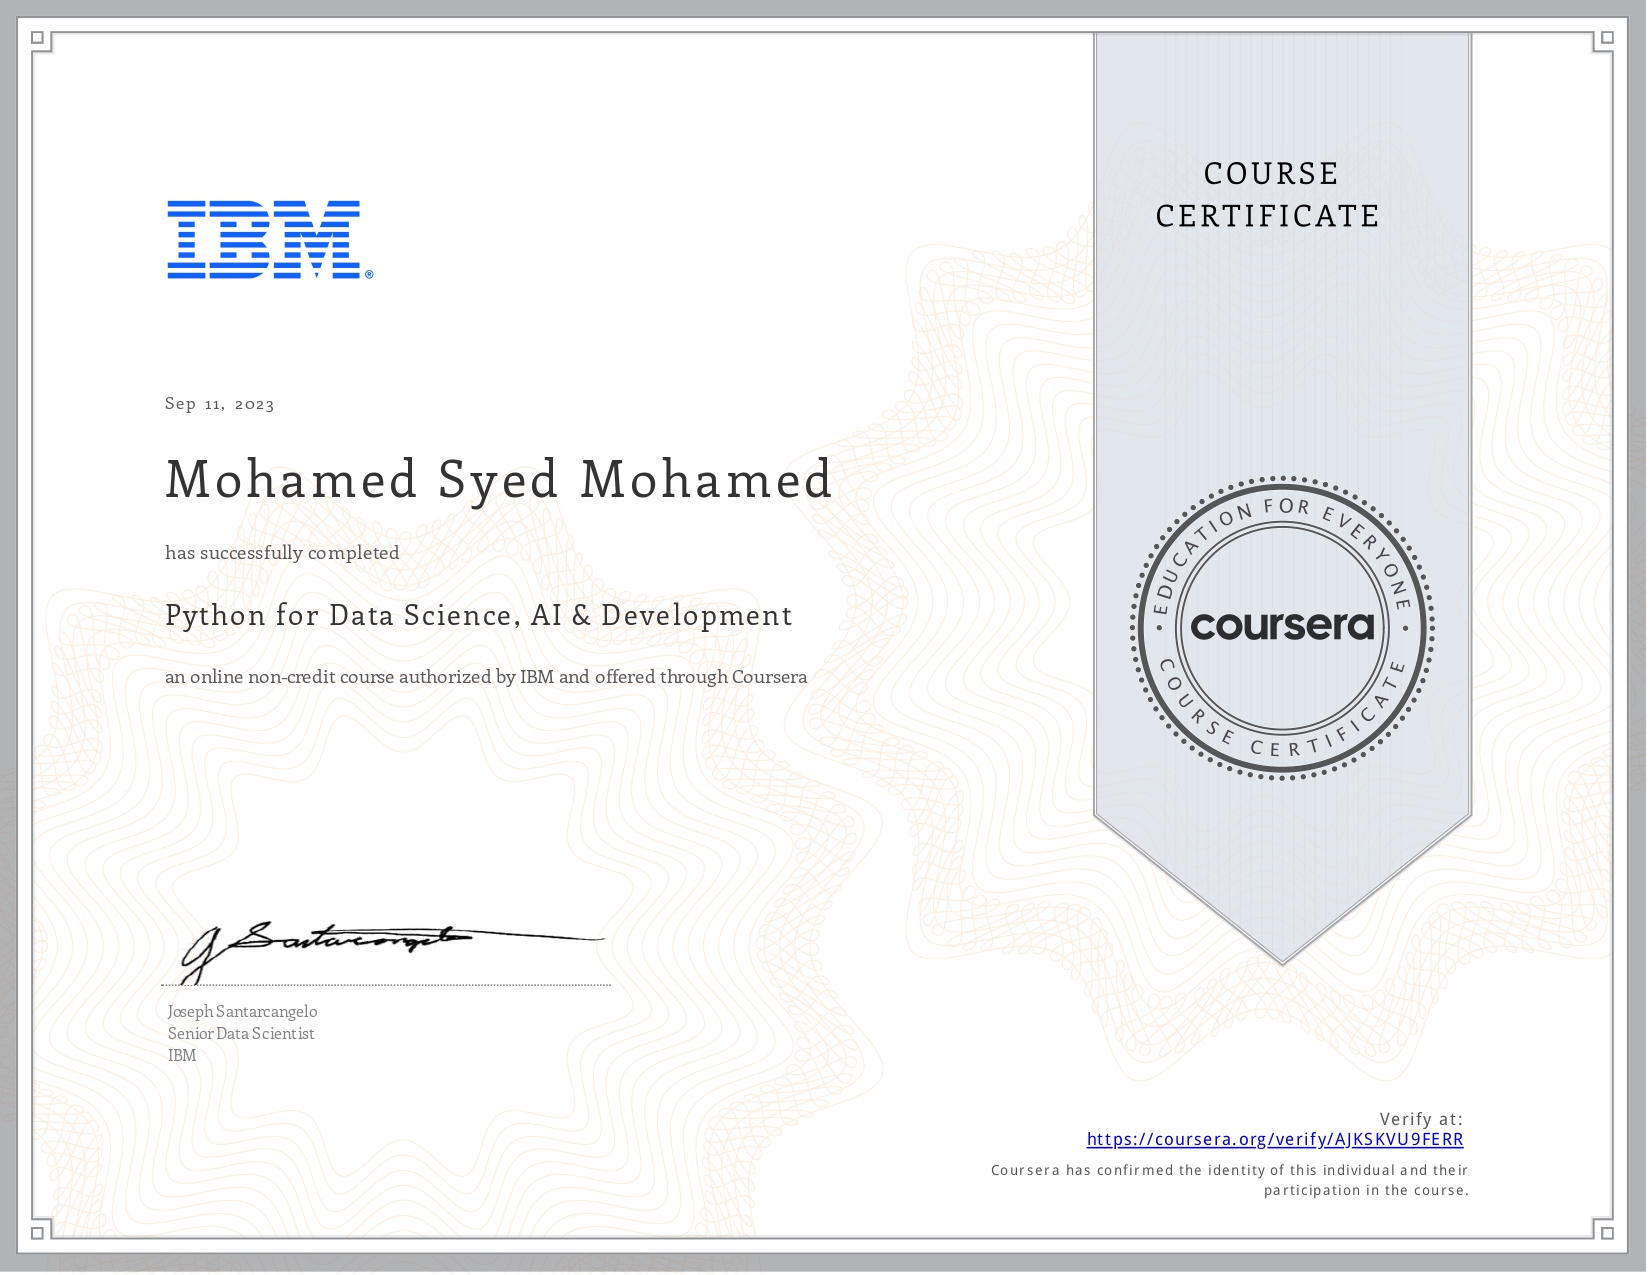 COURSE
CERTIFICATE
IBM®
Sep 11, 2023
Mohamed Syed Mohamed
has successfully completed
Python for Data Science, AI & Development
an online non-credit course authorized by IBM and offered through Coursera
• EDUCATION FOR EVERYONE •
coursera
COURSE CERTIFICATE
J Santarcangelo
Joseph Santarcangelo
Senior Data Scientist
IBM
Verify at:
https://coursera.org/verify/AJKSKVU9FERR
Coursera has confirmed the identity of this individual and their
participation in the course.